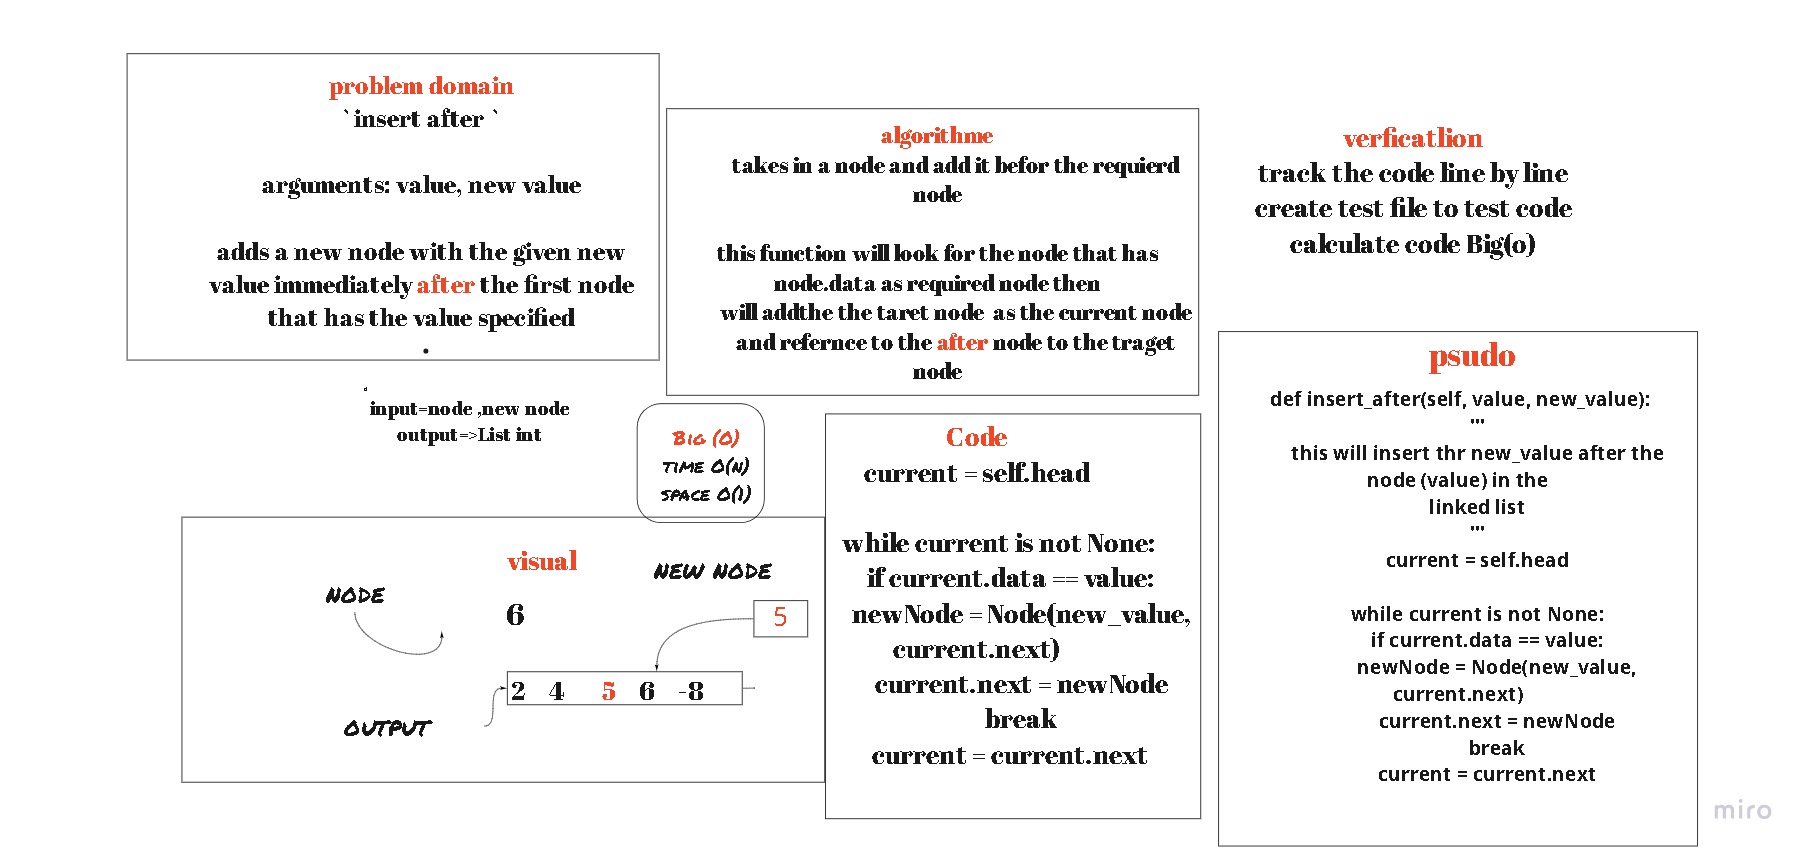 problem domain
`insert after `
arguments: value, new value
adds a new node with the given new
value immediately after the first node
that has the value specified
.
input=node ,new node
output=>List int
algorithme
takes in a node and add it befor the requierd
node
this function will look for the node that has
node.data as required node then
will addthe the taret node as the current node
and refernce to the after node to the traget
node
verficatlion
track the code line by line
create test file to test code
calculate code Big(o)
Big (O)
time O(n)
space O(1)
visual
node
6
new node
5
2 4 5 6 -8
output
Code
current = self.head
while current is not None:
if current.data == value:
newNode = Node(new_value,
current.next)
current.next = newNode
break
current = current.next
psudo
def insert_after(self, value, new_value):
'''
this will insert thr new_value after the
node (value) in the
linked list
'''
current = self.head
while current is not None:
if current.data == value:
newNode = Node(new_value,
current.next)
current.next = newNode
break
current = current.next
miro